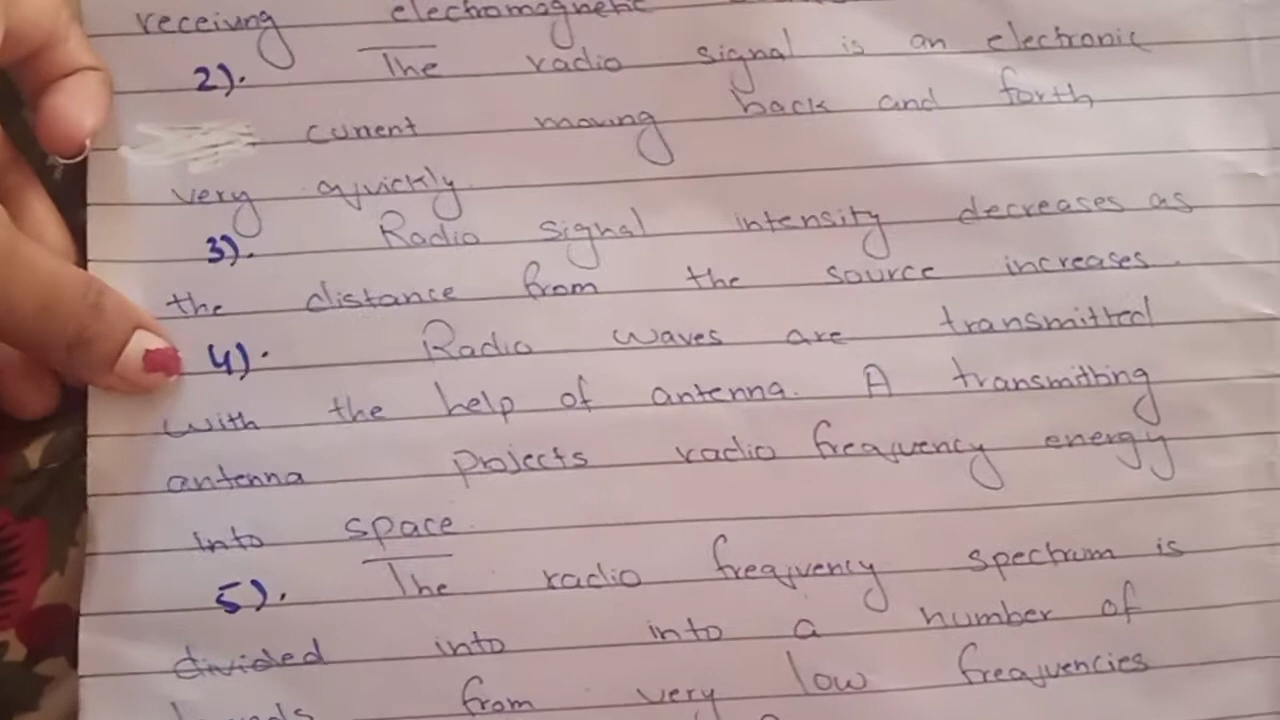 receiving electromagnetic
2). The radio signal is an electronic
current moving back and forth
very quickly.
3). Radio signal intensity decreases as
the distance from the source increases.
4). Radio waves are transmitted
with the help of antenna. A transmitting
antenna projects radio frequency energy
into space.
5). The radio frequency spectrum is
divided into into a number of
from very low frequencies